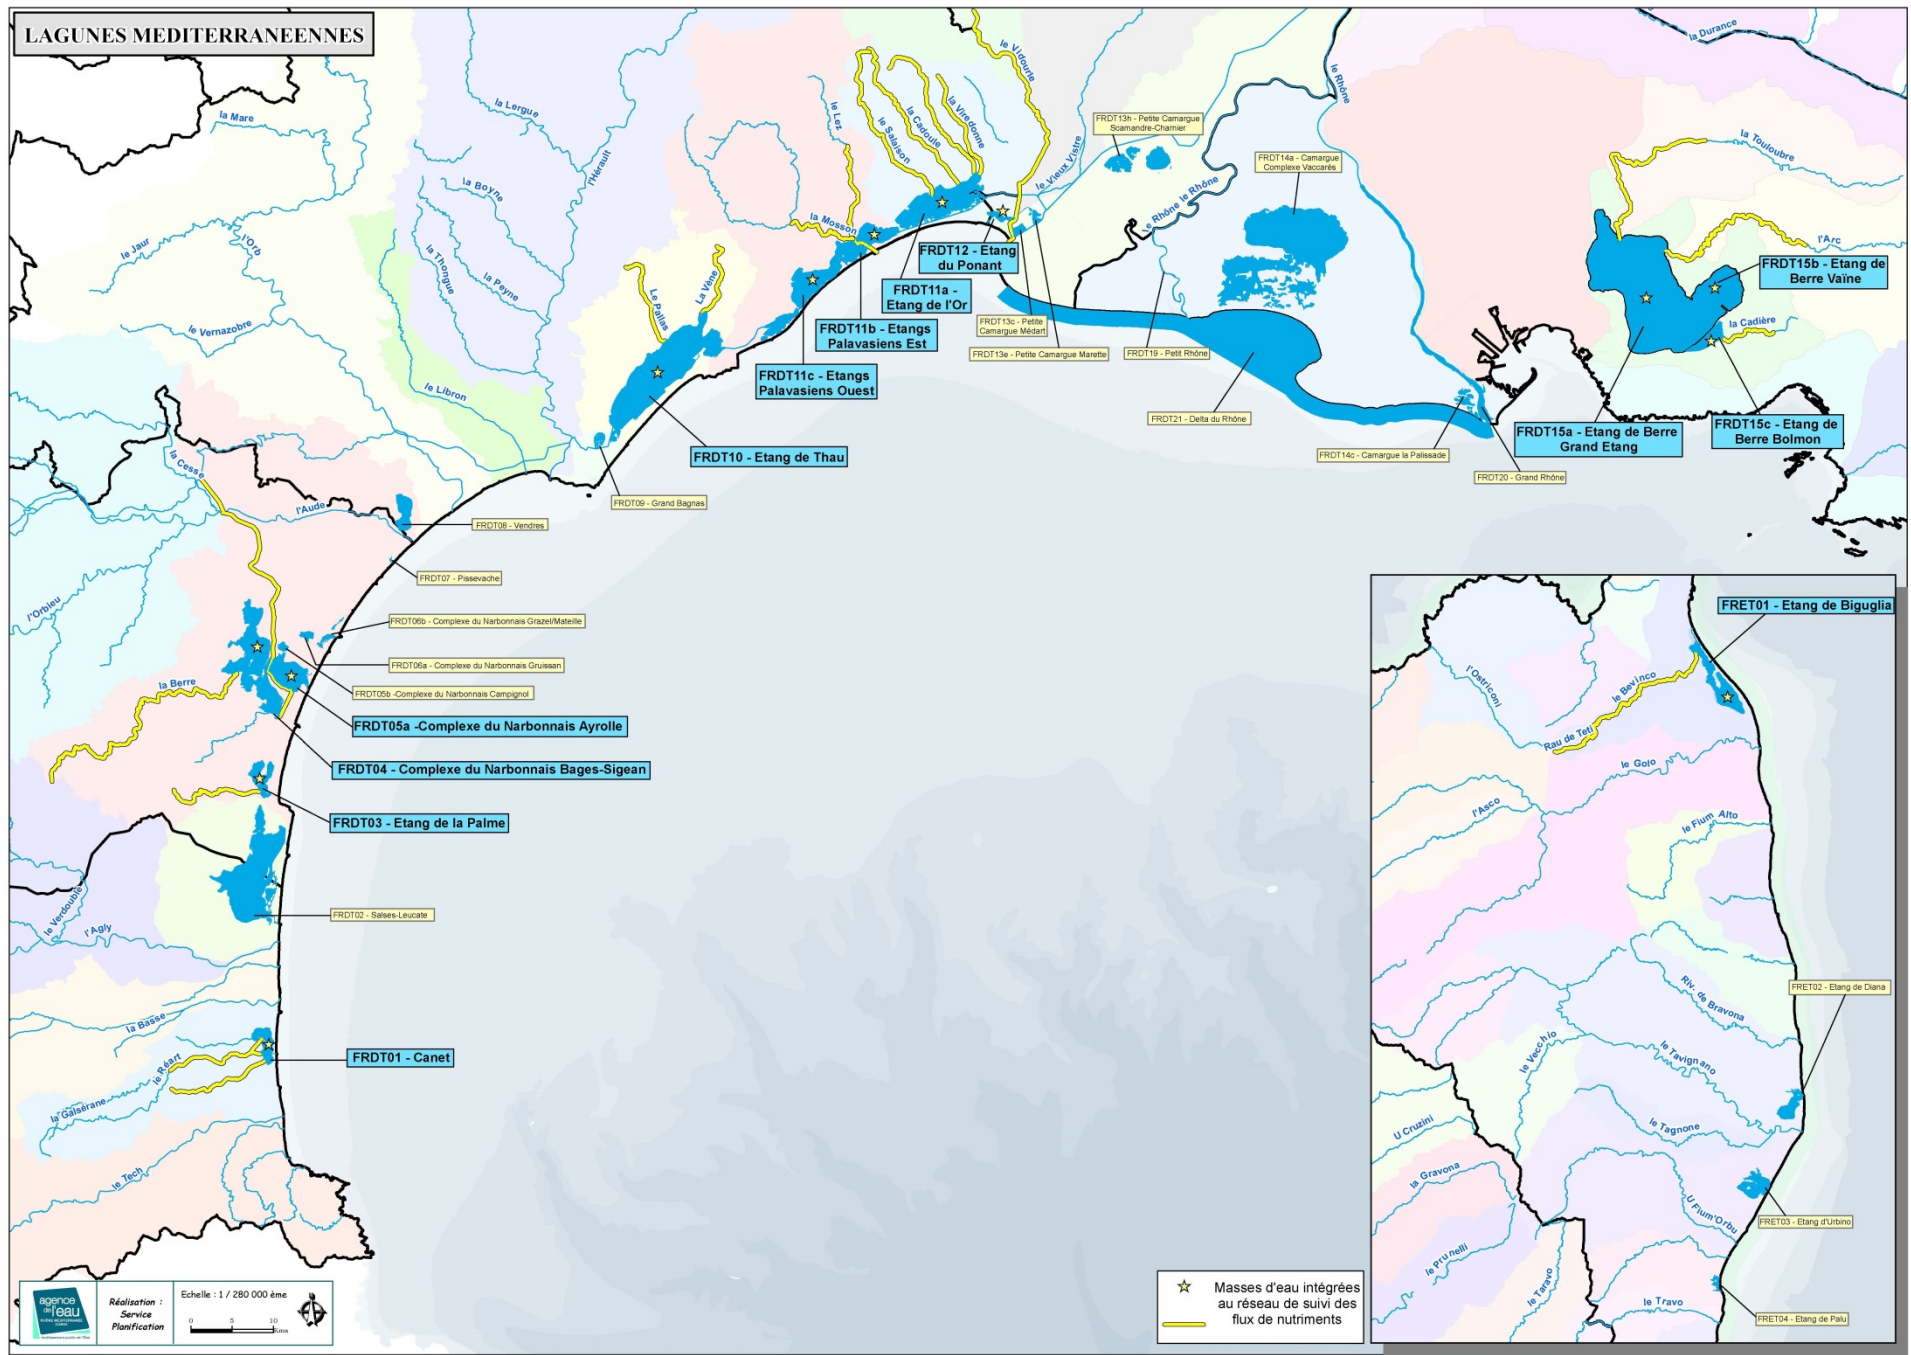 LAGUNES MEDITERRANEENNES
la Mare
la Lergue
l'Hérault
la Boyne
le Jaur
l'Orb
la Thongue
la Peyne
le Vernazobre
le Libron
le Lez
le Salaison
la Cadoule
la Viredonne
le Vidourle
le Vieux Vistre
la Mosson
Le Pallas
La Vène
le Rhône
le Rhône
le Rhône
la Durance
la Touloubre
l'Arc
la Cadière
FRDT13h - Petite Camargue
Scamandre-Charnier
FRDT14a - Camargue
Complexe Vaccarès
FRDT12 - Etang
du Ponant
FRDT11a -
Etang de l'Or
FRDT11b - Etangs
Palavasiens Est
FRDT11c - Etangs
Palavasiens Ouest
FRDT10 - Etang de Thau
FRDT09 - Grand Bagnas
FRDT13c - Petite
Camargue Médart
FRDT13e - Petite Camargue Marette
FRDT19 - Petit Rhône
FRDT21 - Delta du Rhône
FRDT14c - Camargue la Palissade
FRDT20 - Grand Rhône
FRDT15b - Etang de
Berre Vaïne
FRDT15a - Etang de Berre
Grand Etang
FRDT15c - Etang de
Berre Bolmon
la Cesse
l'Aude
l'Orbieu
la Berre
FRDT08 - Vendres
FRDT07 - Pissevache
FRDT06b - Complexe du Narbonnais Grazel/Mateille
FRDT06a - Complexe du Narbonnais Gruissan
FRDT05b -Complexe du Narbonnais Campignol
FRDT05a -Complexe du Narbonnais Ayrolle
FRDT04 - Complexe du Narbonnais Bages-Sigean
FRDT03 - Etang de la Palme
FRDT02 - Salses-Leucate
FRDT01 - Canet
le Verdouble
l'Agly
la Basse
le Réart
la Galsérane
le Tech
FRET01 - Etang de Biguglia
l'Ostriconi
le Bevinco
Rau de Teti
le Golo
l'Asco
le Fium Alto
FRET02 - Etang de Diana
Riv. de Bravona
le Vecchio
le Tavignano
le Tagnone
U Cruzini
la Gravona
U Fium'Orbu
le Prunelli
le Taravo
le Travo
FRET03 - Etang d'Urbino
FRET04 - Etang de Palu
Masses d'eau intégrées
au réseau de suivi des
flux de nutriments
agence
de l'eau
Réalisation :
Service
Planification
Echelle : 1 / 280 000 ème
0 5 10
Kms